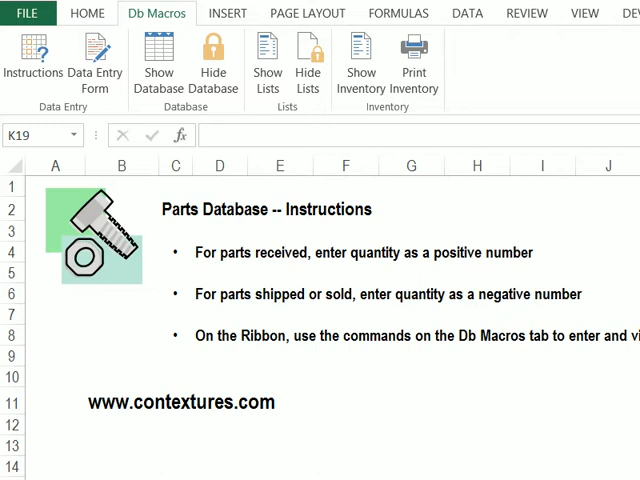 FILE HOME Db Macros INSERT PAGE LAYOUT FORMULAS DATA REVIEW VIEW
Instructions Data Entry Form Show Database Hide Database Show Lists Hide Lists Show Inventory Print Inventory
Data Entry Database Lists Inventory
K19 fx
A B C D E F G H I J
1
2 Parts Database -- Instructions
3
4 • For parts received, enter quantity as a positive number
5
6 • For parts shipped or sold, enter quantity as a negative number
7
8 • On the Ribbon, use the commands on the Db Macros tab to enter and
9
10
11 www.contextures.com
12
13
14